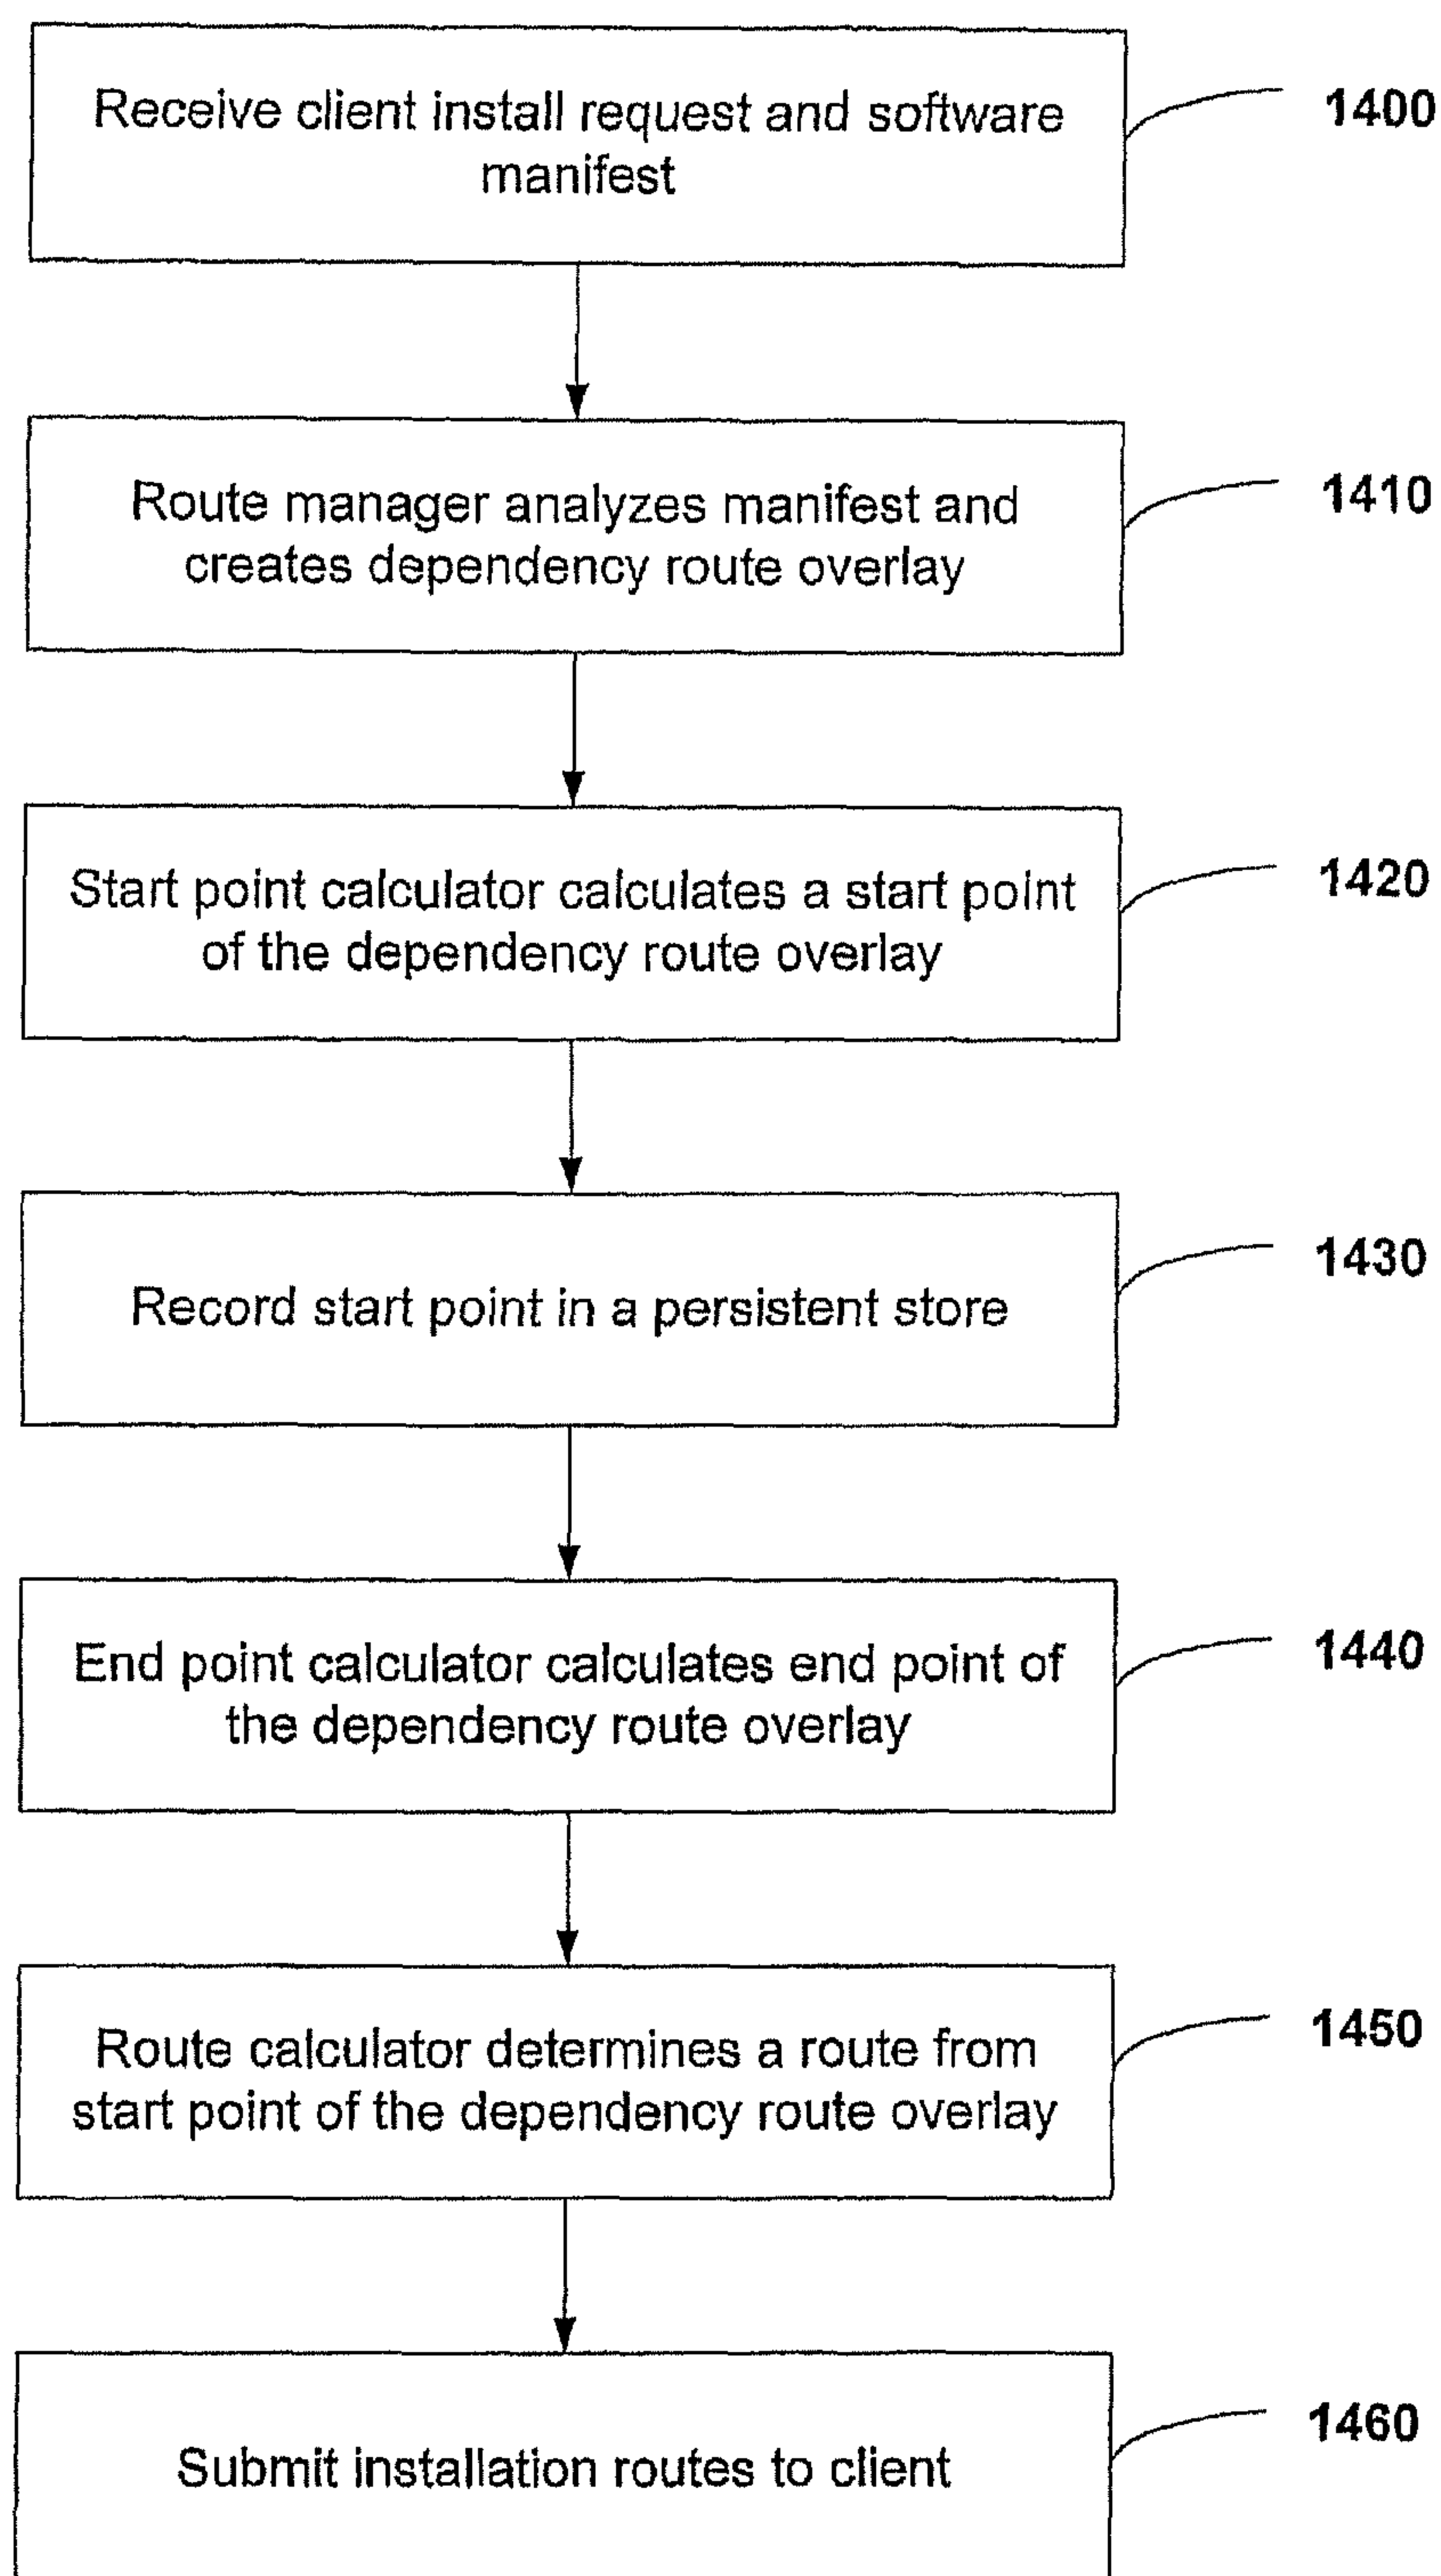 Receive client install request and software
manifest
1400
Route manager analyzes manifest and
creates dependency route overlay
1410
Start point calculator calculates a start point
of the dependency route overlay
1420
Record start point in a persistent store
1430
End point calculator calculates end point of
the dependency route overlay
1440
Route calculator determines a route from
start point of the dependency route overlay
1450
Submit installation routes to client
1460